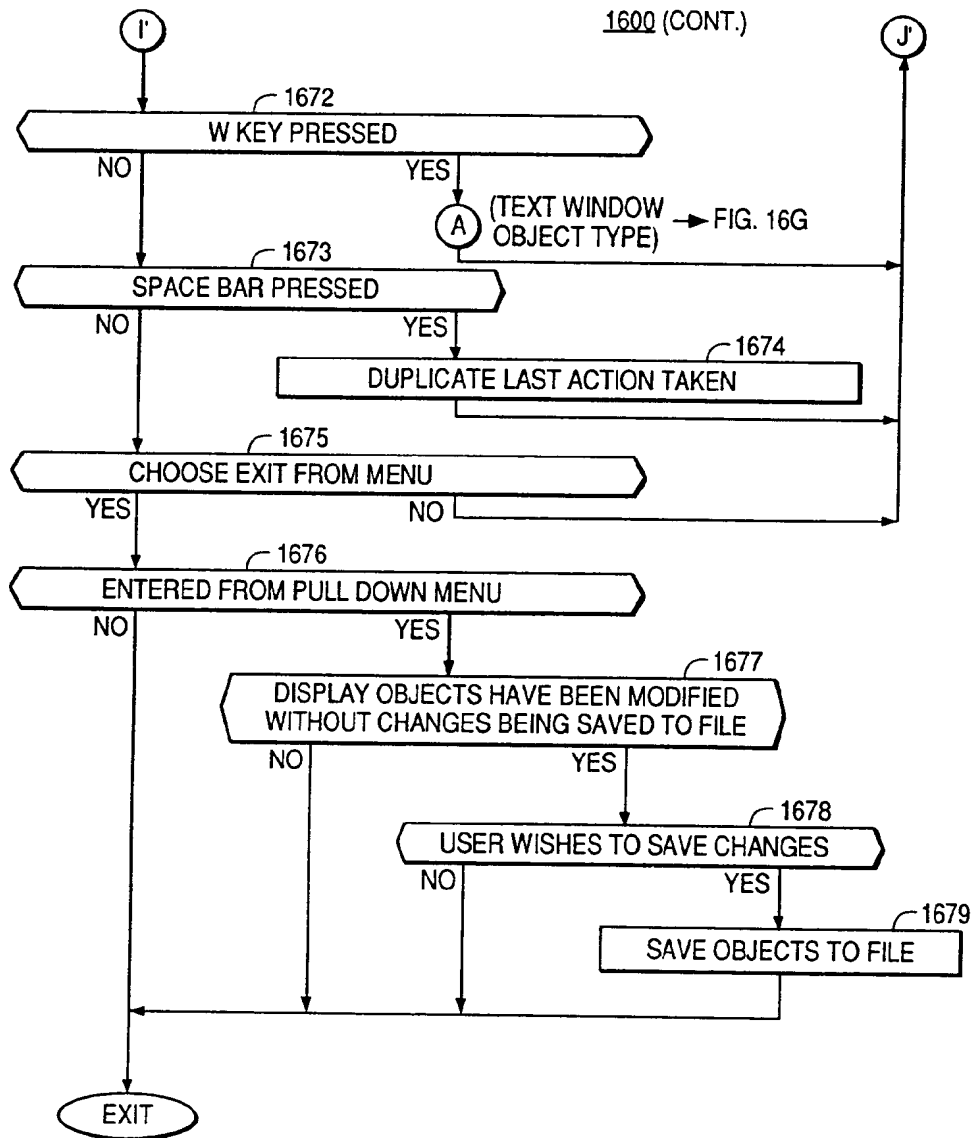 I'
1600 (CONT.)
J'
1672
W KEY PRESSED
NO
YES
A
(TEXT WINDOW
OBJECT TYPE)
FIG. 16G
1673
SPACE BAR PRESSED
NO
YES
1674
DUPLICATE LAST ACTION TAKEN
1675
CHOOSE EXIT FROM MENU
YES
NO
1676
ENTERED FROM PULL DOWN MENU
NO
YES
1677
DISPLAY OBJECTS HAVE BEEN MODIFIED
WITHOUT CHANGES BEING SAVED TO FILE
NO
YES
1678
USER WISHES TO SAVE CHANGES
NO
YES
1679
SAVE OBJECTS TO FILE
EXIT